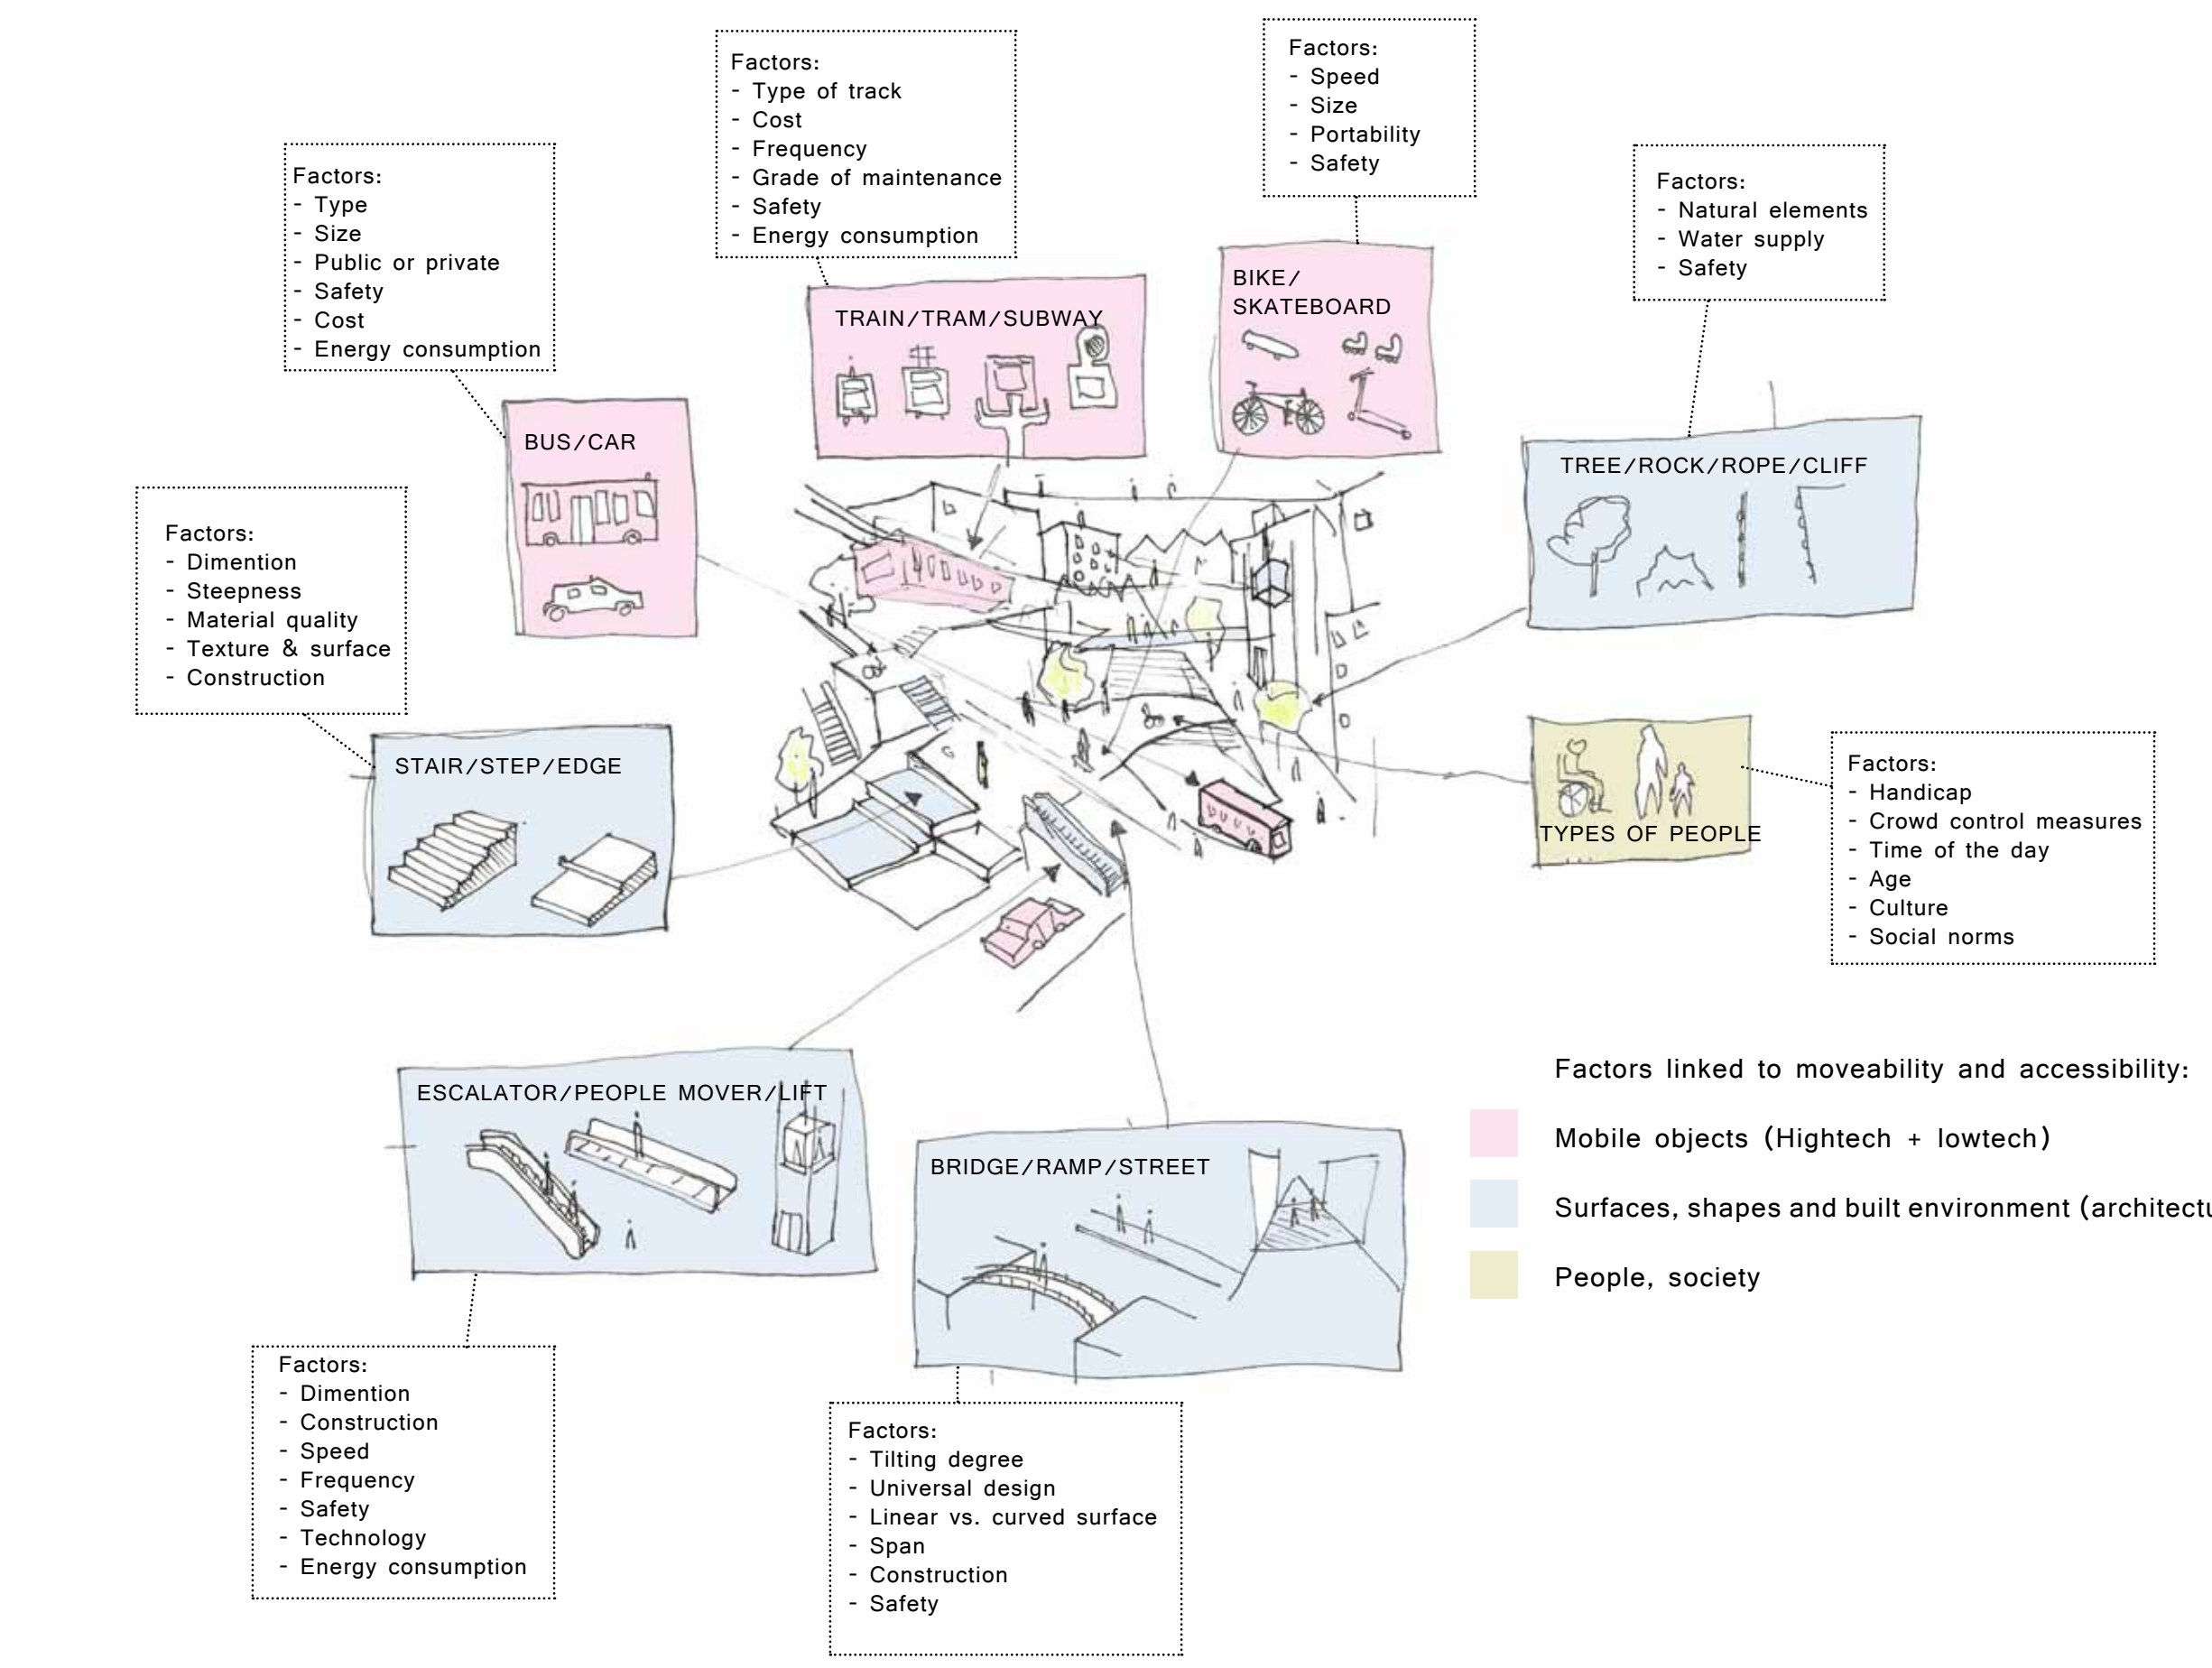 Factors:
- Type of track
- Cost
- Frequency
- Grade of maintenance
- Safety
- Energy consumption
Factors:
- Speed
- Size
- Portability
- Safety
Factors:
- Type
- Size
- Public or private
- Safety
- Cost
- Energy consumption
Factors:
- Natural elements
- Water supply
- Safety
TRAIN/TRAM/SUBWAY
BIKE/
SKATEBOARD
BUS/CAR
TREE/ROCK/ROPE/CLIFF
Factors:
- Dimention
- Steepness
- Material quality
- Texture & surface
- Construction
STAIR/STEP/EDGE
TYPES OF PEOPLE
Factors:
- Handicap
- Crowd control measures
- Time of the day
- Age
- Culture
- Social norms
ESCALATOR/PEOPLE MOVER/LIFT
BRIDGE/RAMP/STREET
Factors linked to moveability and accessibility:
Mobile objects (Hightech + lowtech)
Surfaces, shapes and built environment (architectu
People, society
Factors:
- Dimention
- Construction
- Speed
- Frequency
- Safety
- Technology
- Energy consumption
Factors:
- Tilting degree
- Universal design
- Linear vs. curved surface
- Span
- Construction
- Safety